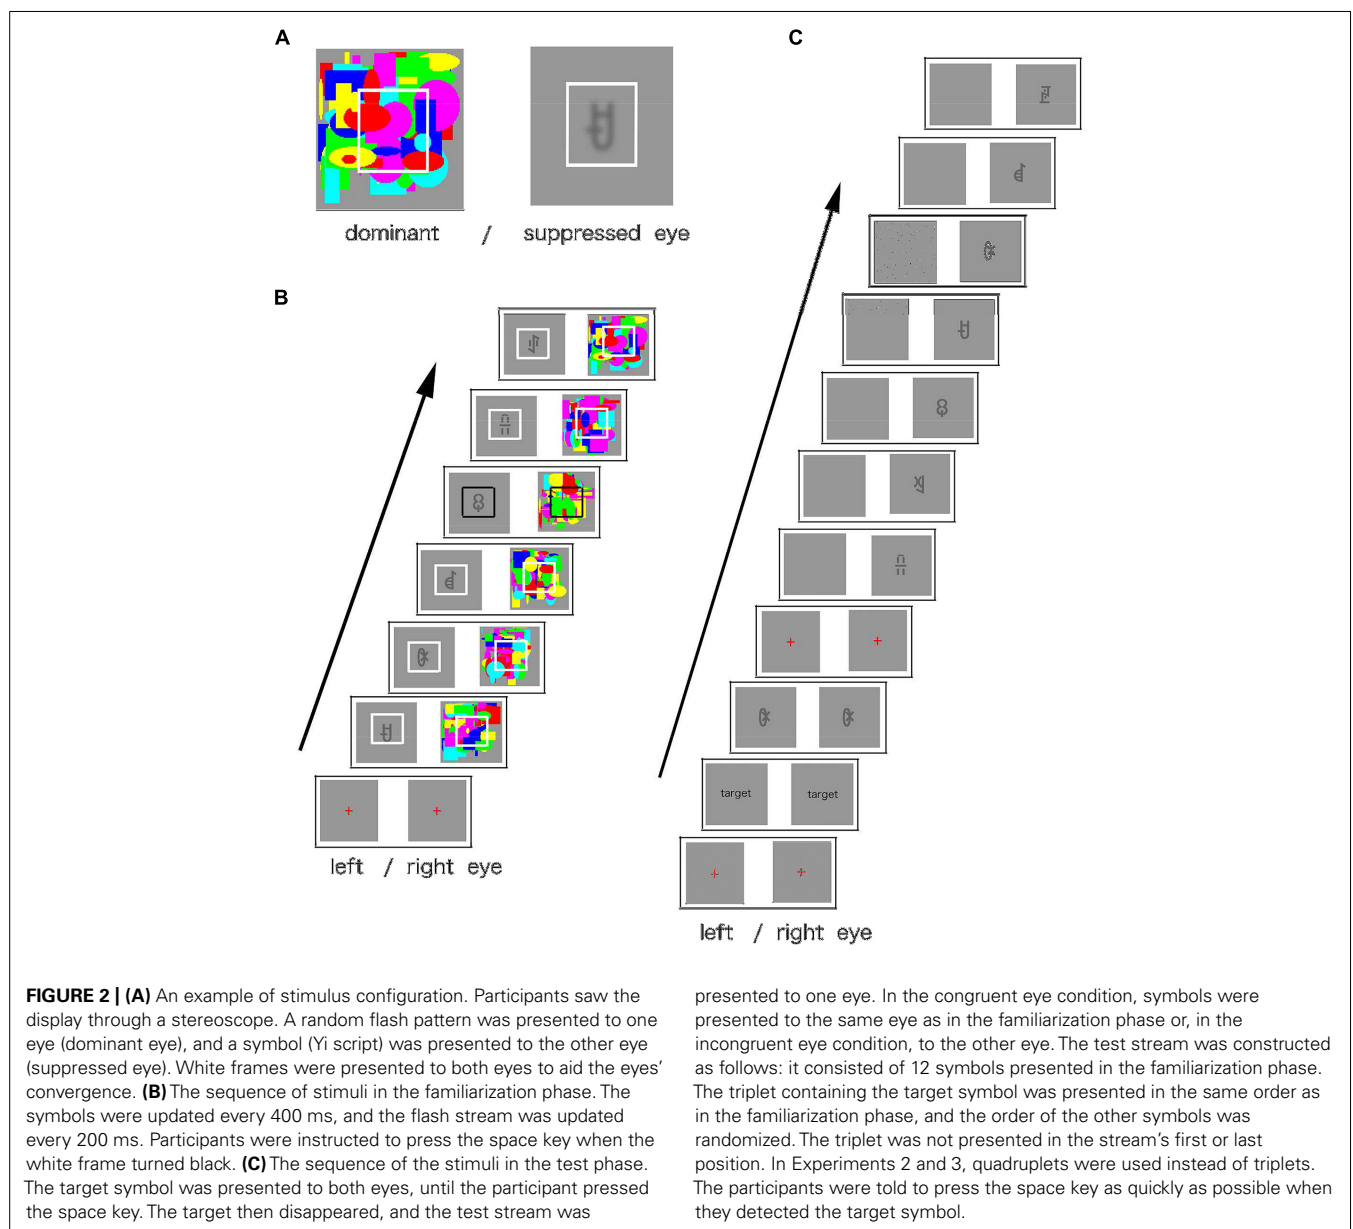 A
dominant / suppressed eye
B
left / right eye
C
target target
left / right eye
FIGURE 2 | (A) An example of stimulus configuration. Participants saw the
display through a stereoscope. A random flash pattern was presented to one
eye (dominant eye), and a symbol (Yi script) was presented to the other eye
(suppressed eye). White frames were presented to both eyes to aid the eyes'
convergence. (B) The sequence of stimuli in the familiarization phase. The
symbols were updated every 400 ms, and the flash stream was updated
every 200 ms. Participants were instructed to press the space key when the
white frame turned black. (C) The sequence of the stimuli in the test phase.
The target symbol was presented to both eyes, until the participant pressed
the space key. The target then disappeared, and the test stream was
presented to one eye. In the congruent eye condition, symbols were
presented to the same eye as in the familiarization phase or, in the
incongruent eye condition, to the other eye. The test stream was constructed
as follows: it consisted of 12 symbols presented in the familiarization phase.
The triplet containing the target symbol was presented in the same order as
in the familiarization phase, and the order of the other symbols was
randomized. The triplet was not presented in the stream's first or last
position. In Experiments 2 and 3, quadruplets were used instead of triplets.
The participants were told to press the space key as quickly as possible when
they detected the target symbol.